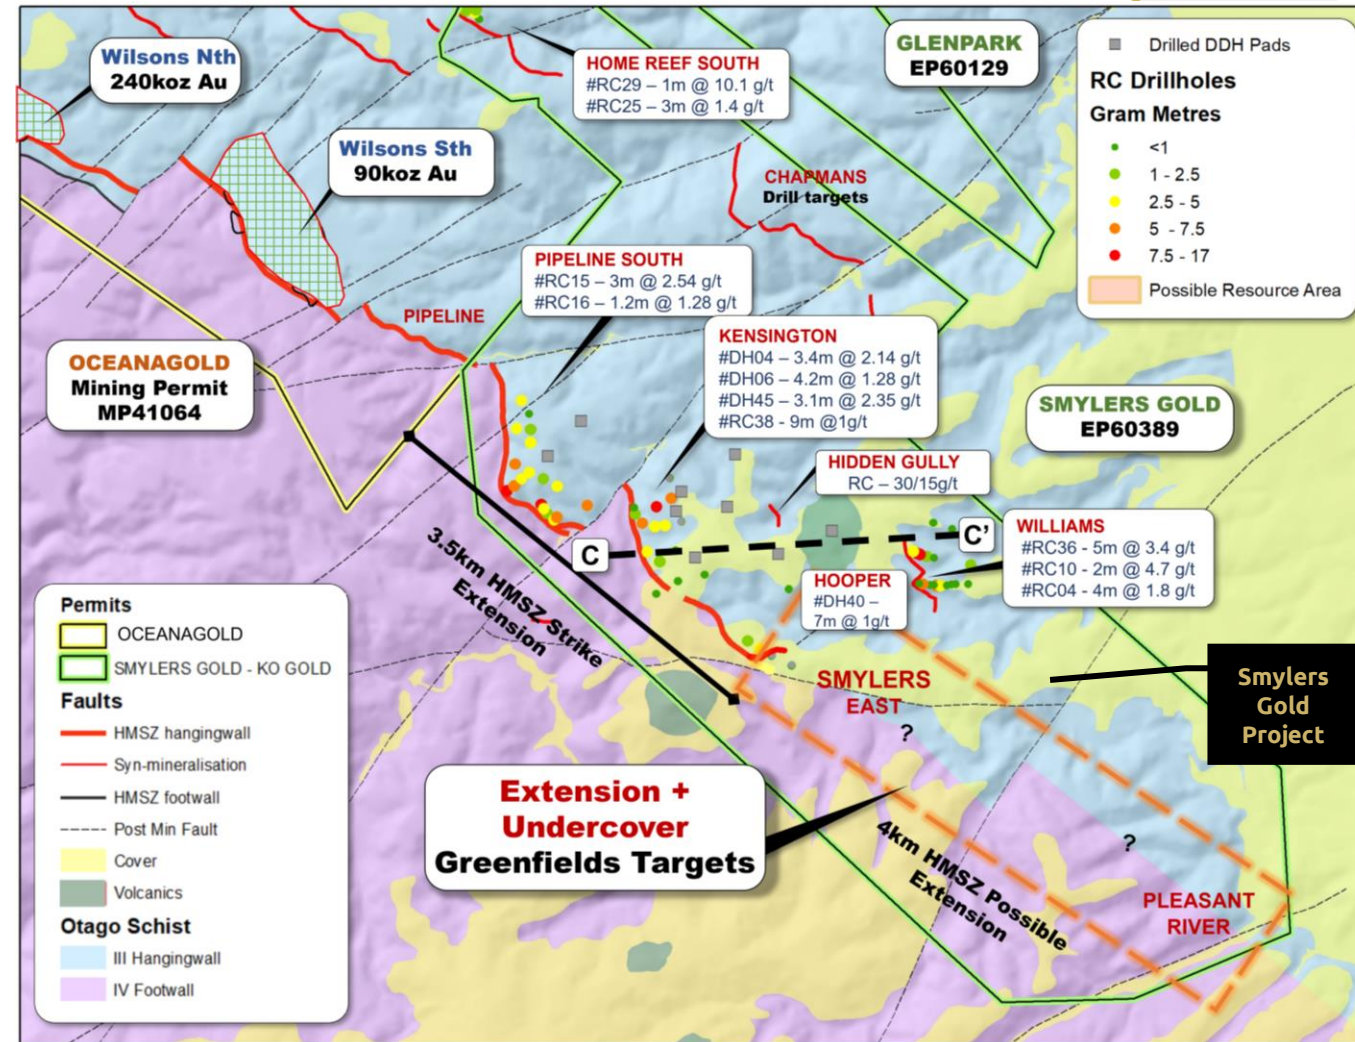 Wilsons Nth
240koz Au
HOME REEF SOUTH
#RC29 – 1m @ 10.1 g/t
#RC25 – 3m @ 1.4 g/t
GLENPARK
EP60129
Drilled DDH Pads
RC Drillholes
Gram Metres
<1
1 - 2.5
2.5 - 5
5 - 7.5
7.5 - 17
Possible Resource Area
Wilsons Sth
90koz Au
CHAPMANS
Drill targets
PIPELINE SOUTH
#RC15 – 3m @ 2.54 g/t
#RC16 – 1.2m @ 1.28 g/t
PIPELINE
KENSINGTON
#DH04 – 3.4m @ 2.14 g/t
#DH06 – 4.2m @ 1.28 g/t
#DH45 – 3.1m @ 2.35 g/t
#RC38 - 9m @1g/t
OCEANAGOLD
Mining Permit
MP41064
SMYLERS GOLD
EP60389
HIDDEN GULLY
RC – 30/15g/t
WILLIAMS
#RC36 - 5m @ 3.4 g/t
#RC10 - 2m @ 4.7 g/t
#RC04 - 4m @ 1.8 g/t
C
C'
3.5km HMSZ Strike
Extension
HOOPER
#DH40 –
7m @ 1g/t
Permits
OCEANAGOLD
SMYLERS GOLD - KO GOLD
Faults
HMSZ hangingwall
Syn-mineralisation
HMSZ footwall
Post Min Fault
Cover
Volcanics
Otago Schist
III Hangingwall
IV Footwall
SMYLERS
EAST
?
Smylers
Gold
Project
Extension +
Undercover
Greenfields Targets
4km HMSZ Possible
Extension
?
PLEASANT
RIVER